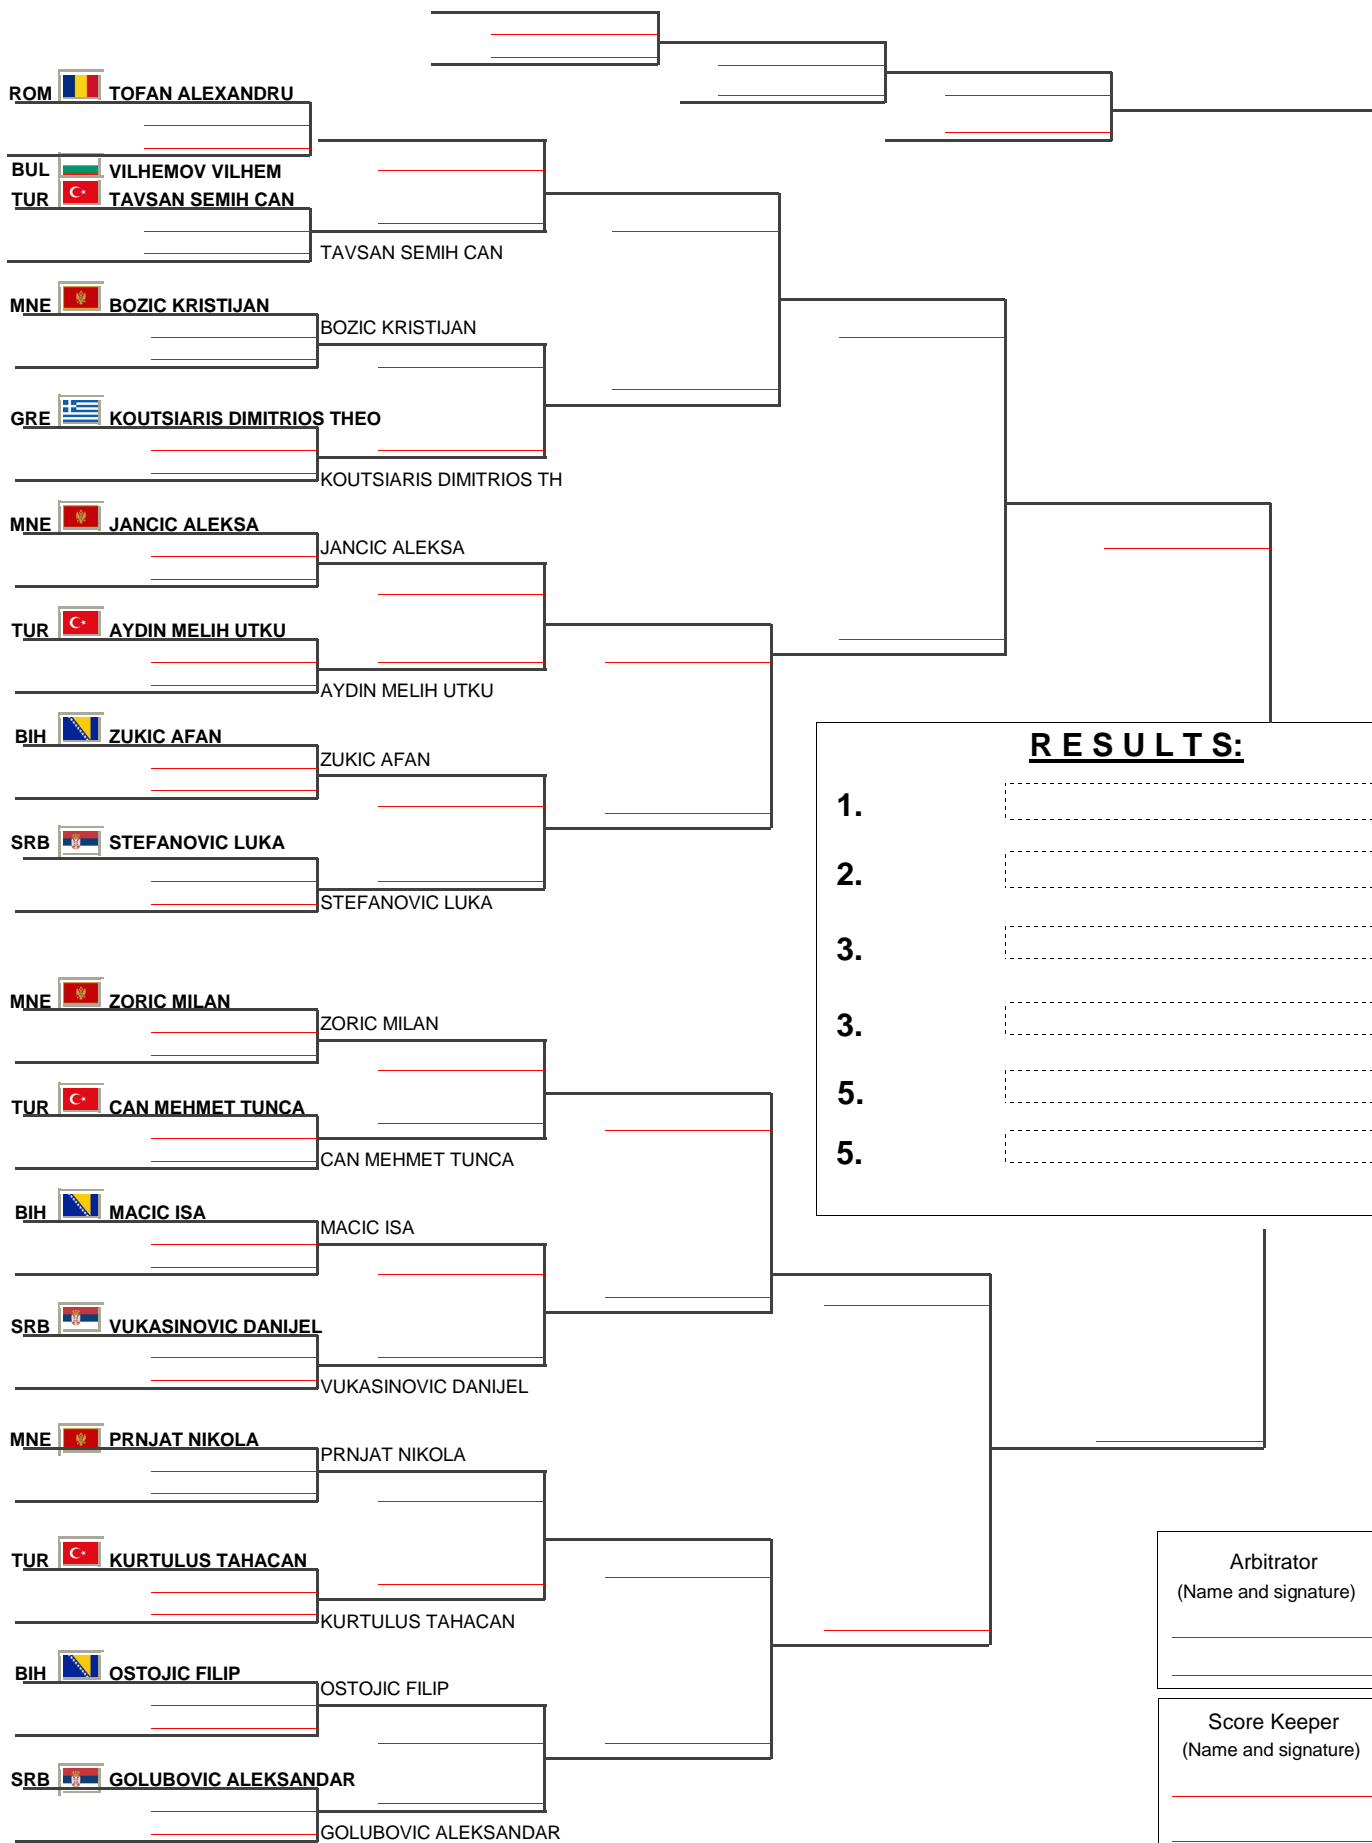 ROM TOFAN ALEXANDRU
BUL VILHEMOV VILHEM
TUR TAVSAN SEMIH CAN
TAVSAN SEMIH CAN
MNE BOZIC KRISTIJAN
BOZIC KRISTIJAN
GRE KOUTSIARIS DIMITRIOS THEO
KOUTSIARIS DIMITRIOS TH
MNE JANCIC ALEKSA
JANCIC ALEKSA
TUR AYDIN MELIH UTKU
AYDIN MELIH UTKU
BIH ZUKIC AFAN
ZUKIC AFAN
SRB STEFANOVIC LUKA
STEFANOVIC LUKA
MNE ZORIC MILAN
ZORIC MILAN
TUR CAN MEHMET TUNCA
CAN MEHMET TUNCA
BIH MACIC ISA
MACIC ISA
SRB VUKASINOVIC DANIJEL
VUKASINOVIC DANIJEL
MNE PRNJAT NIKOLA
PRNJAT NIKOLA
TUR KURTULUS TAHACAN
KURTULUS TAHACAN
BIH OSTOJIC FILIP
OSTOJIC FILIP
SRB GOLUBOVIC ALEKSANDAR
GOLUBOVIC ALEKSANDAR
R E S U L T S:
1.
2.
3.
3.
5.
5.
Arbitrator
(Name and signature)
Score Keeper
(Name and signature)